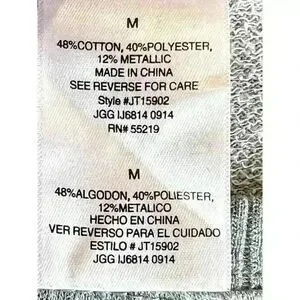 M
48%COTTON, 40%POLYESTER,
12% METALLIC
MADE IN CHINA
SEE REVERSE FOR CARE
Style #JT15902
JGG IJ6814 0914
RN# 55219
M
48%ALGODON, 40%POLIESTER,
12%METALICO
HECHO EN CHINA
VER REVERSO PARA EL CUIDADO
ESTILO # JT15902
JGG IJ6814 0914